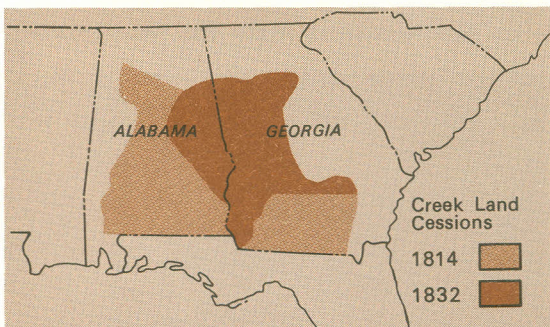 ALABAMA
GEORGIA
Creek Land
Cessions
1814
1832